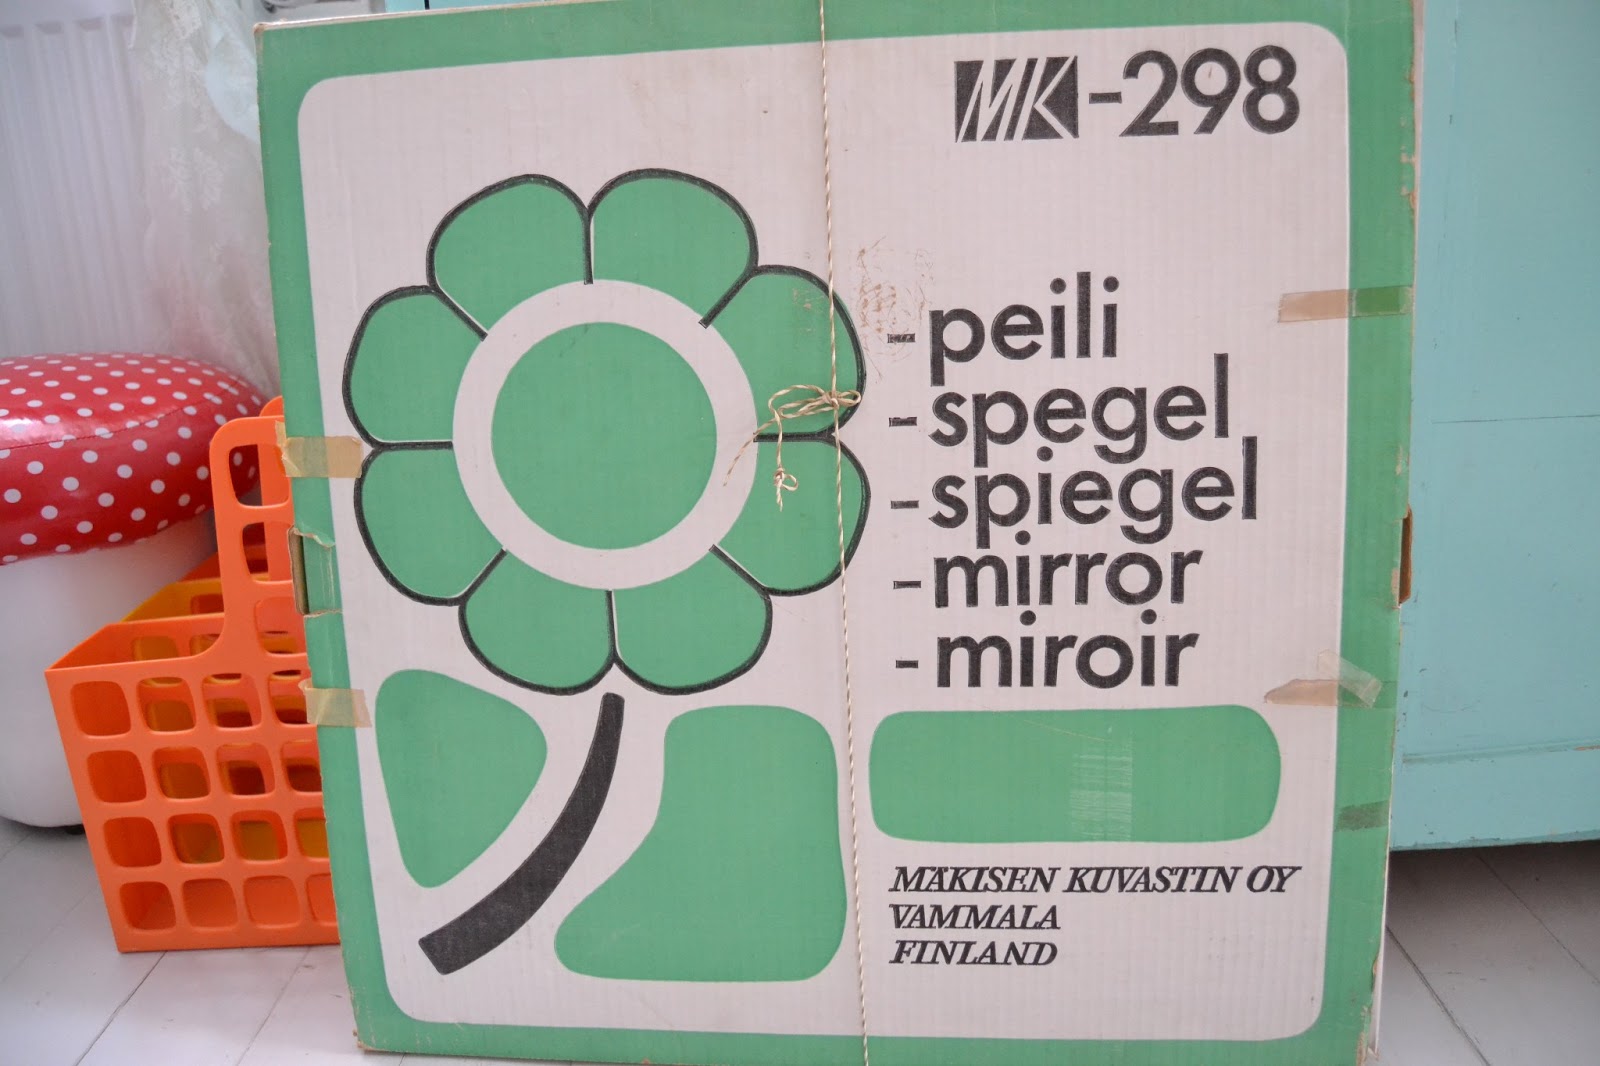 MK-298
-peili
-spegel
-spiegel
-mirror
-miroir
MÄKISEN KUVASTIN OY
VAMMALA
FINLAND